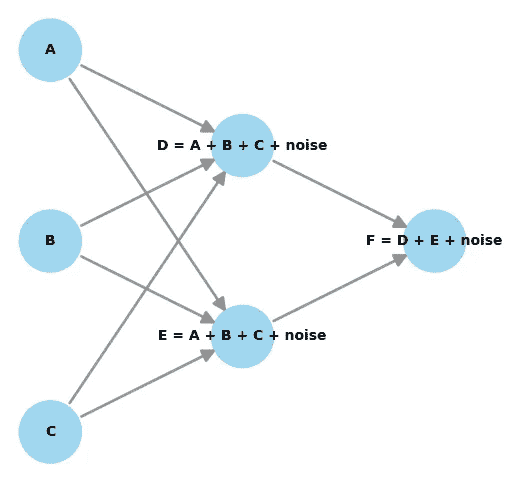 A
D = A + B + C + noise
B
F = D + E + noise
E = A + B + C + noise
C